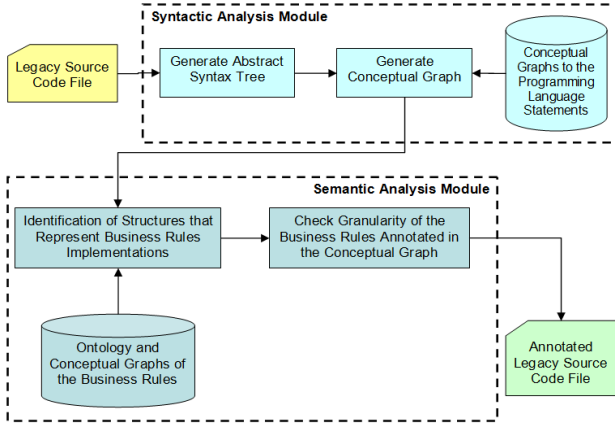 Syntactic Analysis Module
Legacy Source
Code File
Generate Abstract
Syntax Tree
Generate
Conceptual Graph
Conceptual
Graphs to the
Programming
Language
Statements
Semantic Analysis Module
Identification of Structures that
Represent Business Rules
Implementations
Check Granularity of the
Business Rules Annotated in
the Conceptual Graph
Ontology and
Conceptual Graphs of
the Business Rules
Annotated
Legacy Source
Code File